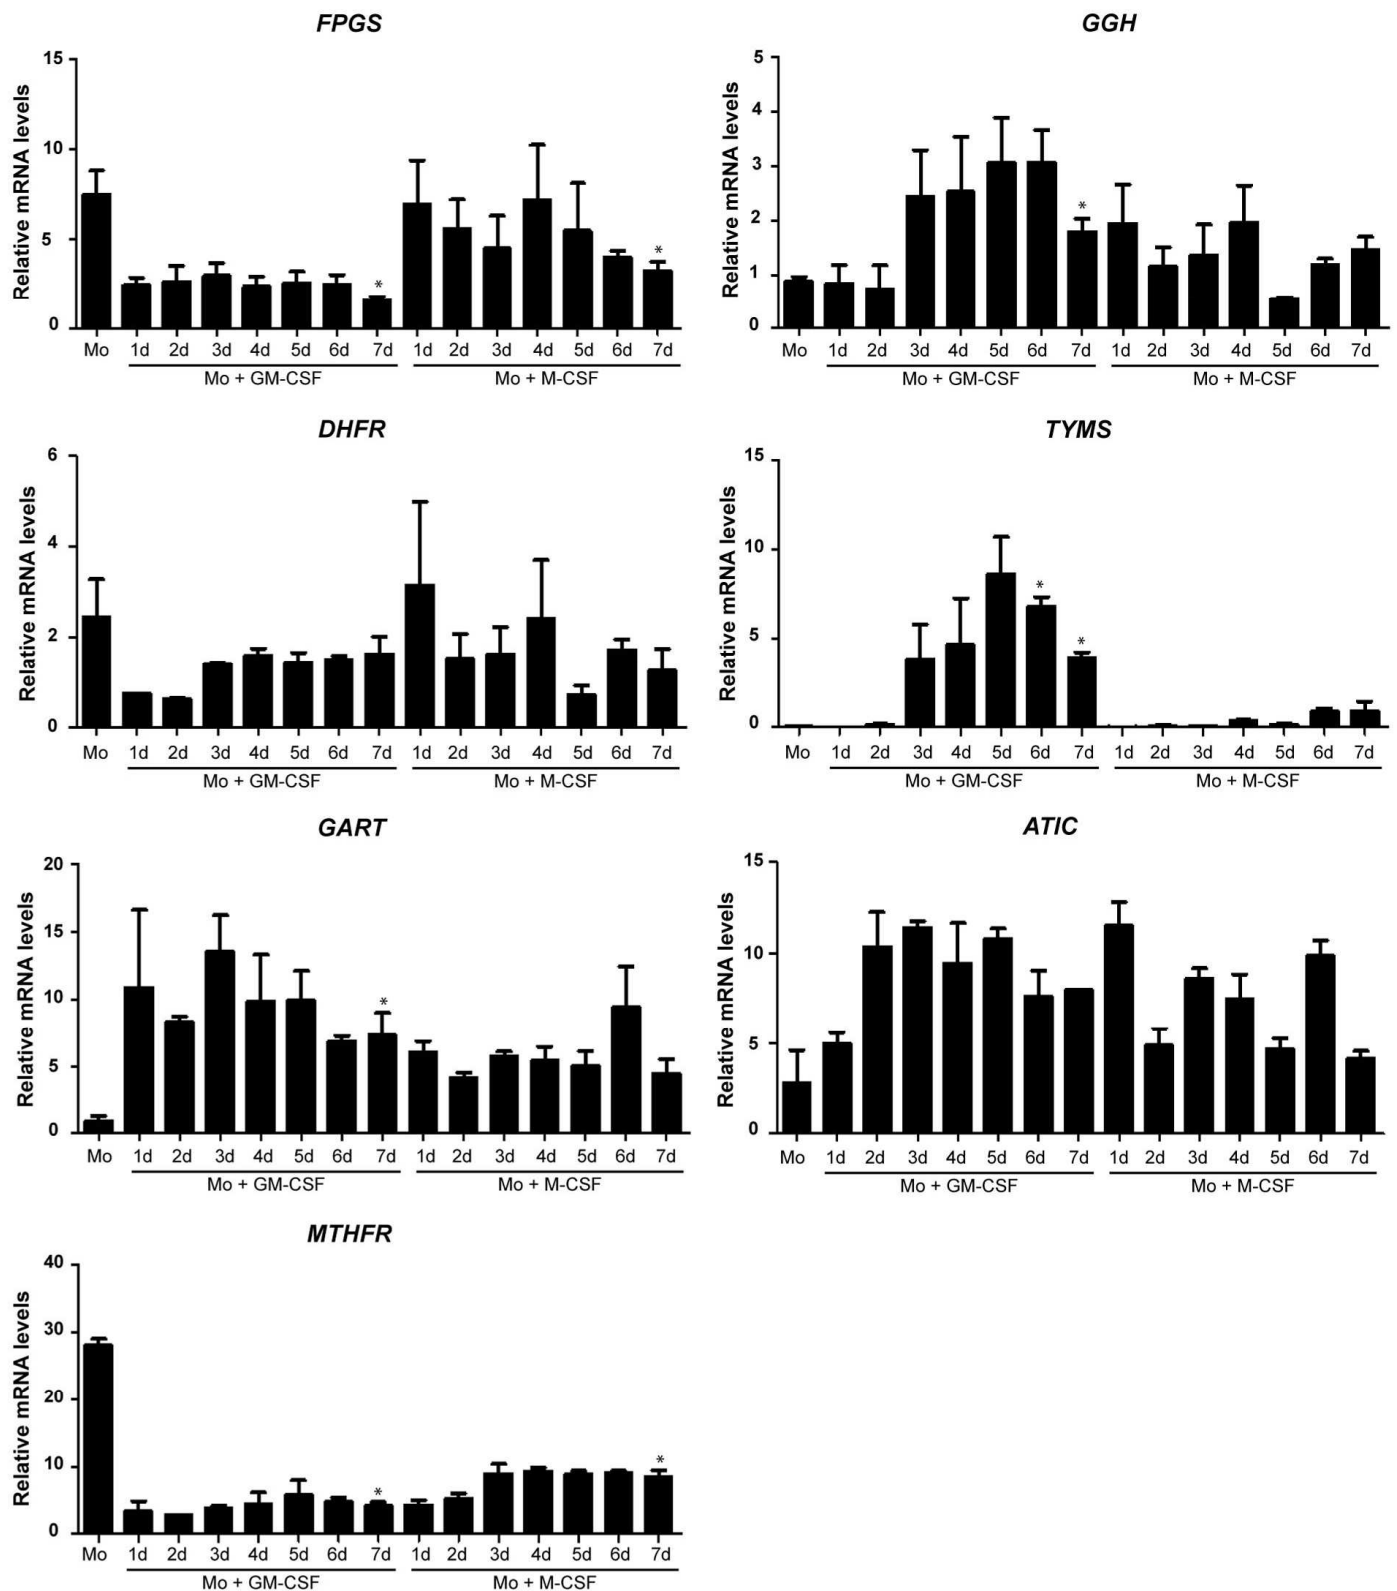 FPGS
Relative mRNA levels
15
10
5
0
*
*
Mo 1d 2d 3d 4d 5d 6d 7d 1d 2d 3d 4d 5d 6d 7d
Mo + GM-CSF Mo + M-CSF
GGH
Relative mRNA levels
5
4
3
2
1
0
*
Mo 1d 2d 3d 4d 5d 6d 7d 1d 2d 3d 4d 5d 6d 7d
Mo + GM-CSF Mo + M-CSF
DHFR
Relative mRNA levels
6
4
2
0
Mo 1d 2d 3d 4d 5d 6d 7d 1d 2d 3d 4d 5d 6d 7d
Mo + GM-CSF Mo + M-CSF
TYMS
Relative mRNA levels
15
10
5
0
*
*
Mo 1d 2d 3d 4d 5d 6d 7d 1d 2d 3d 4d 5d 6d 7d
Mo + GM-CSF Mo + M-CSF
GART
Relative mRNA levels
20
15
10
5
0
*
Mo 1d 2d 3d 4d 5d 6d 7d 1d 2d 3d 4d 5d 6d 7d
Mo + GM-CSF Mo + M-CSF
ATIC
Relative mRNA levels
15
10
5
0
Mo 1d 2d 3d 4d 5d 6d 7d 1d 2d 3d 4d 5d 6d 7d
Mo + GM-CSF Mo + M-CSF
MTHFR
Relative mRNA levels
40
30
20
10
0
*
*
Mo 1d 2d 3d 4d 5d 6d 7d 1d 2d 3d 4d 5d 6d 7d
Mo + GM-CSF Mo + M-CSF